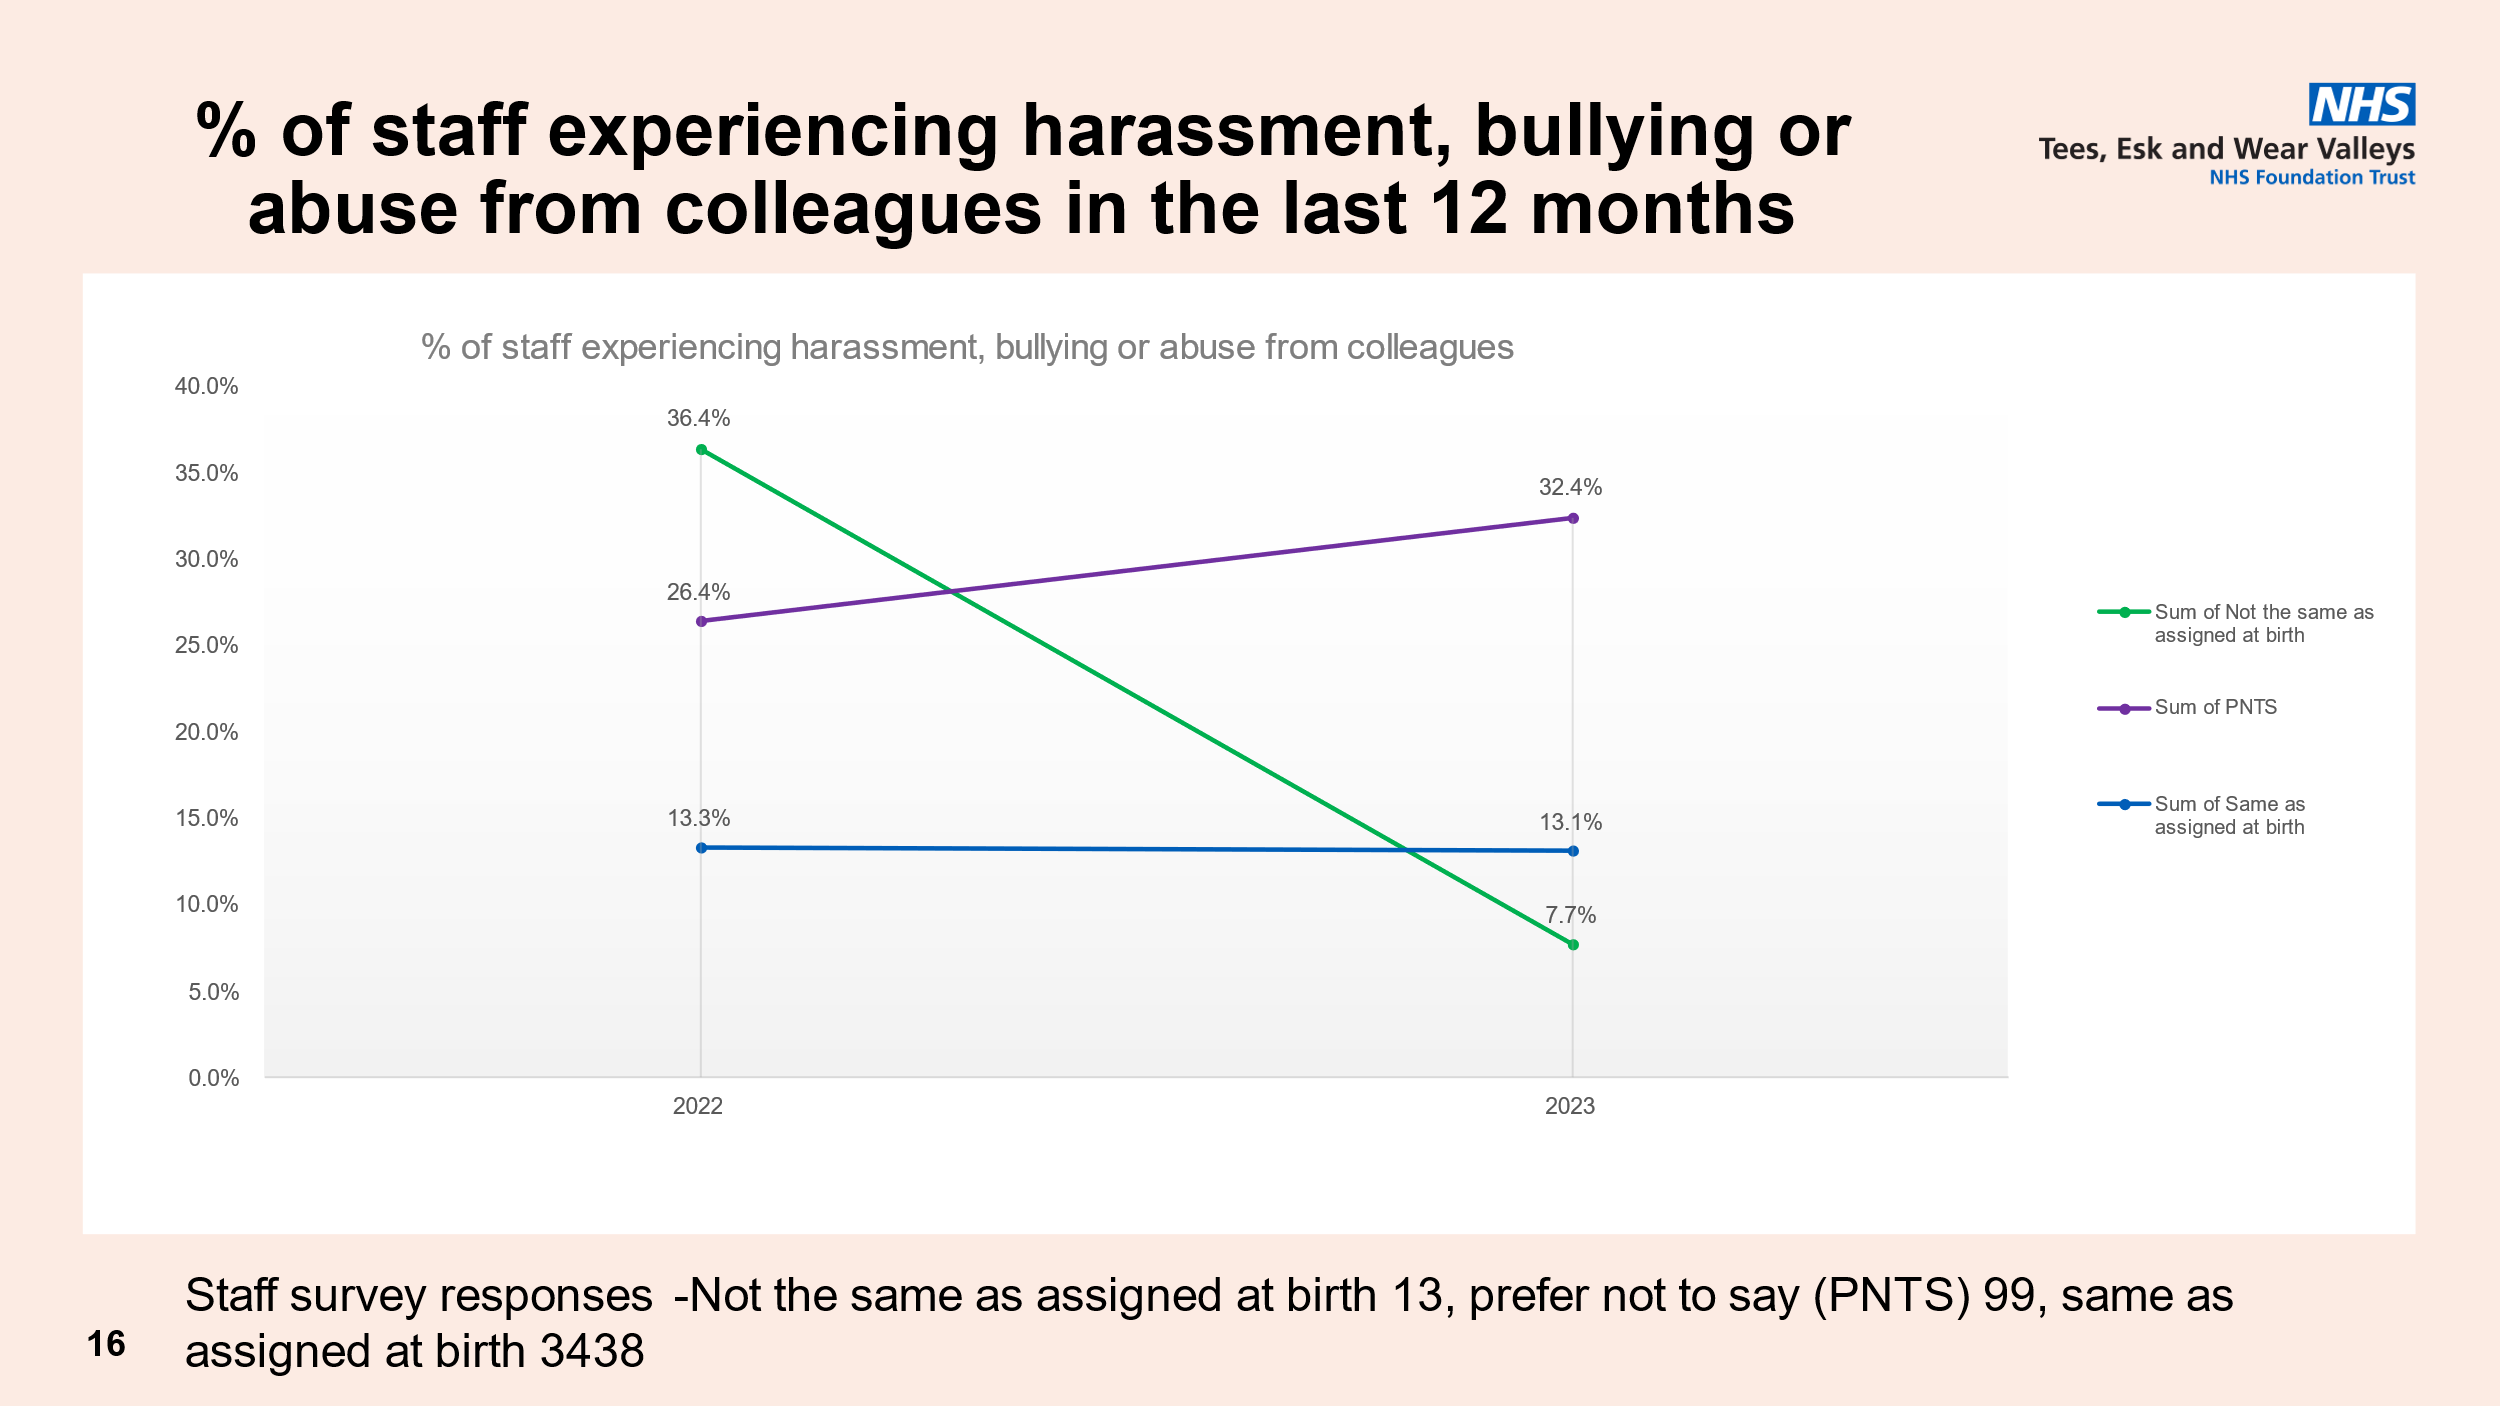 % of staff experiencing harassment, bullying or
abuse from colleagues in the last 12 months
NHS
Tees, Esk and Wear Valleys
NHS Foundation Trust
% of staff experiencing harassment, bullying or abuse from colleagues
40.0%
35.0%
30.0%
25.0%
20.0%
15.0%
10.0%
5.0%
0.0%
36.4%
26.4%
13.3%
32.4%
13.1%
7.7%
2022
2023
Sum of Not the same as
assigned at birth
Sum of PNTS
Sum of Same as
assigned at birth
Staff survey responses -Not the same as assigned at birth 13, prefer not to say (PNTS) 99, same as
assigned at birth 3438
16